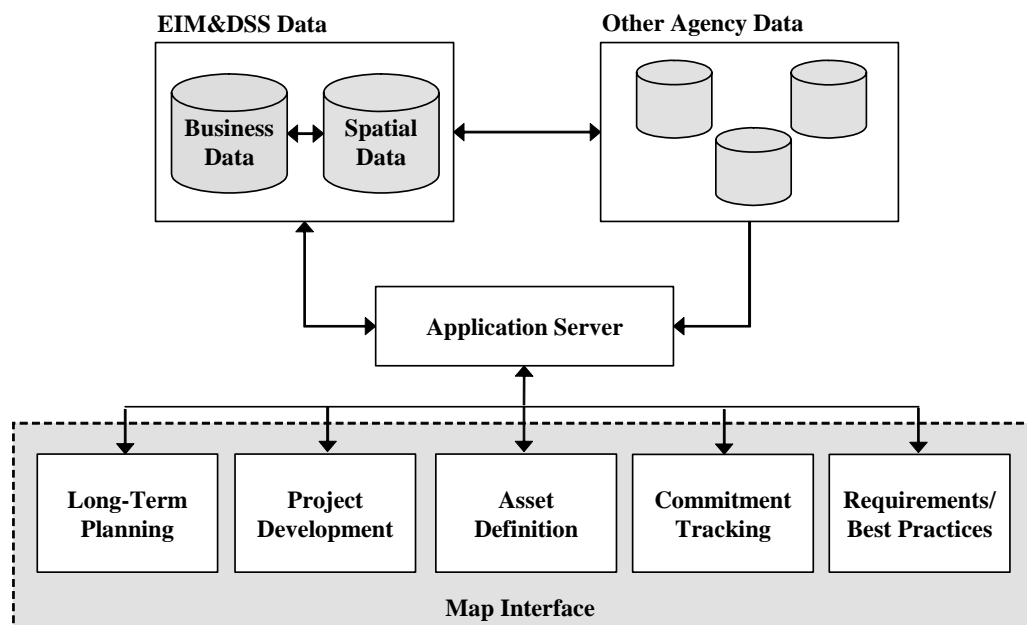 EIM&DSS Data
Other Agency Data
Business
Data
Spatial
Data
Application Server
Long-Term
Planning
Project
Development
Asset
Definition
Commitment
Tracking
Requirements/
Best Practices
Map Interface